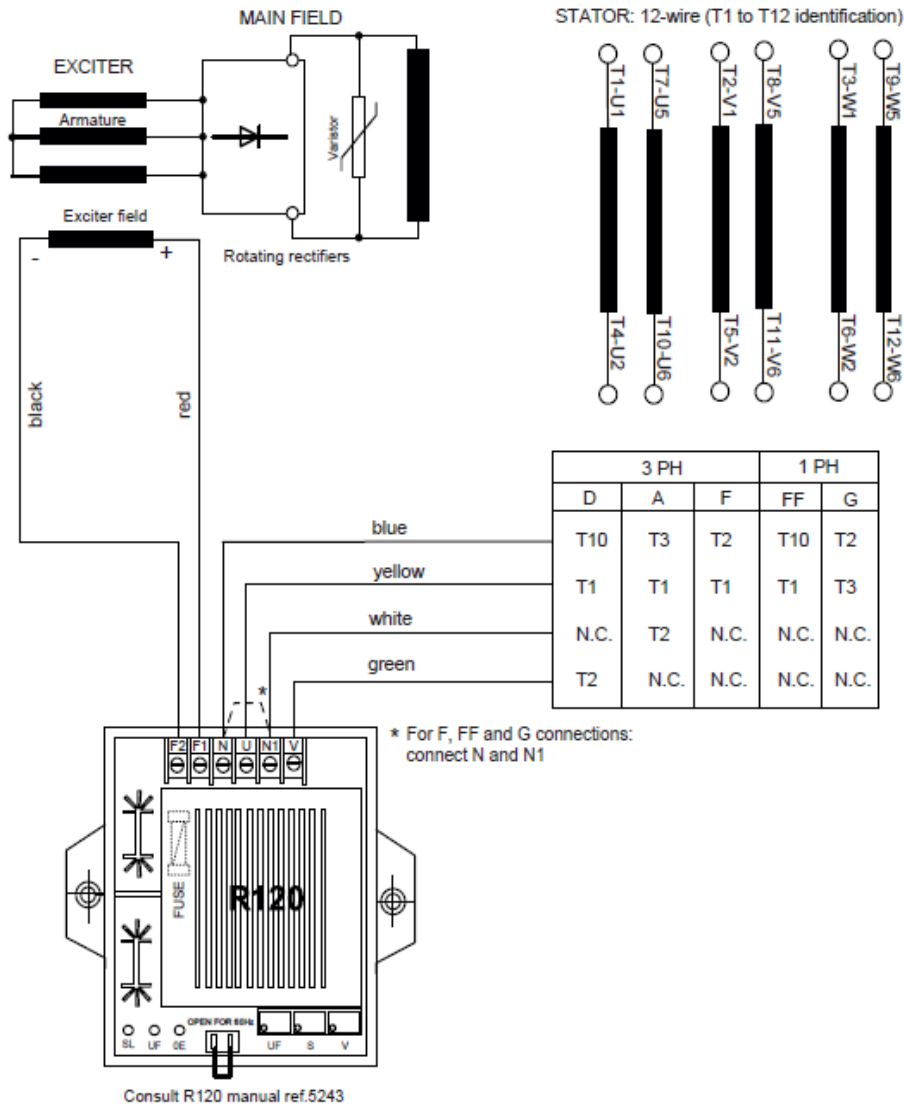 MAIN FIELD
STATOR: 12-wire (T1 to T12 identification)
EXCITER
Armature
Varistor
Exciter field
- +
Rotating rectifiers
T1-U1 T7-U5 T2-V1 T8-V5 T3-W1 T9-W5
T4-U2 T10-U6 T5-V2 T11-V6 T6-W2 T12-W6
black
red
3 PH 1 PH
D A F FF G
blue
T10 T3 T2 T10 T2
yellow
T1 T1 T1 T1 T3
white
N.C. T2 N.C. N.C. N.C.
green
T2 N.C. N.C. N.C. N.C.
*
* For F, FF and G connections:
connect N and N1
F2 F1 N U N1 V
FUSE
R120
OPEN FOR 60Hz
SL UF 0E UF S V
Consult R120 manual ref.5243